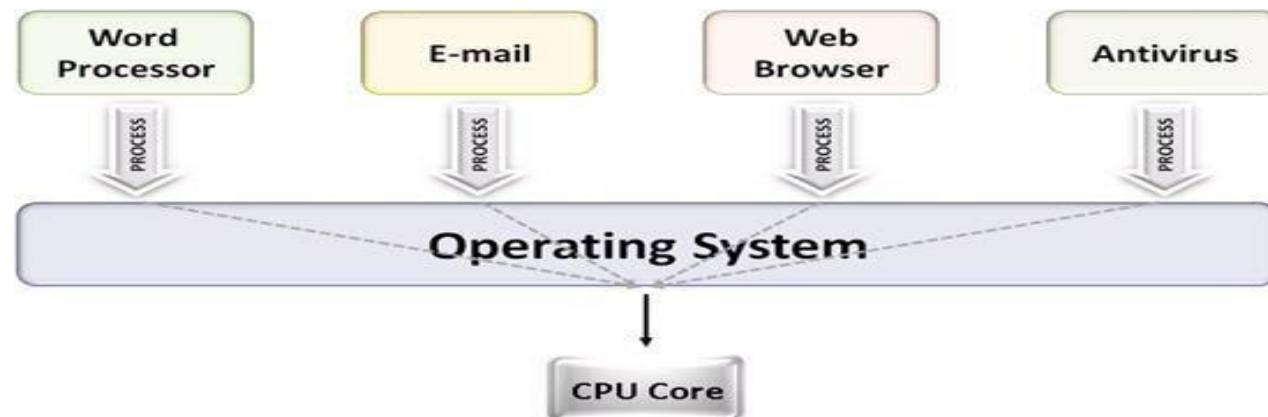 Word
Processor
E-mail
Web
Browser
Antivirus
PROCESS
PROCESS
PROCESS
PROCESS
Operating System
CPU Core